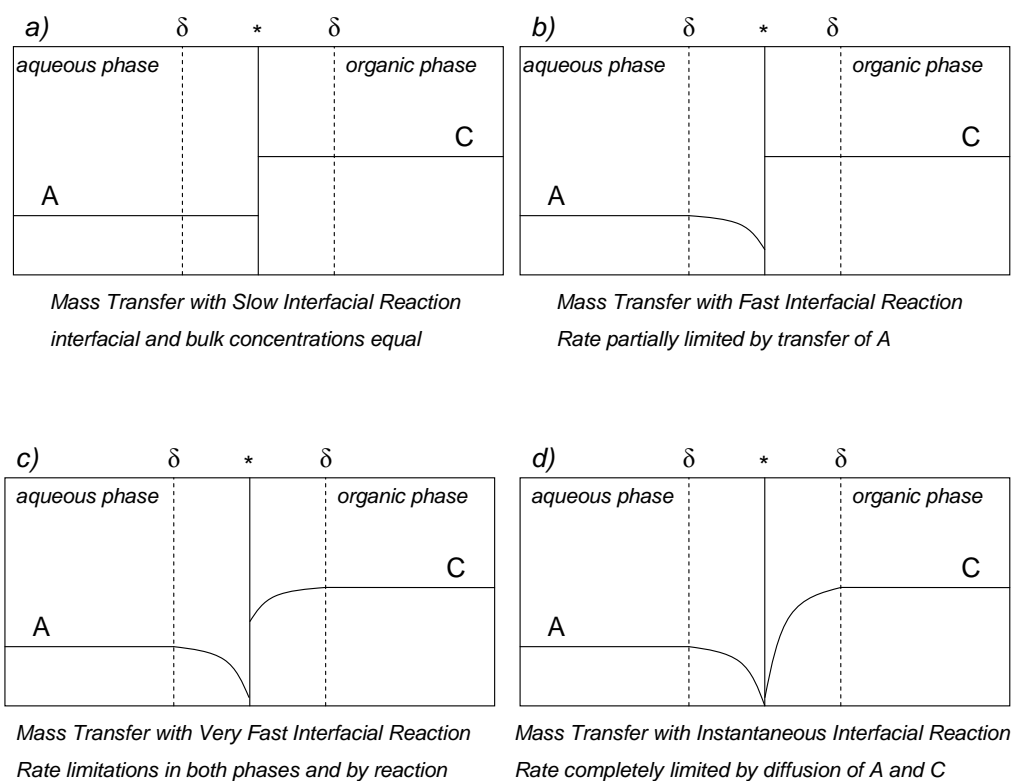 a)
δ * δ
aqueous phase organic phase
C
A
Mass Transfer with Slow Interfacial Reaction
interfacial and bulk concentrations equal
b)
δ * δ
aqueous phase organic phase
C
A
Mass Transfer with Fast Interfacial Reaction
Rate partially limited by transfer of A
c)
δ * δ
aqueous phase organic phase
C
A
Mass Transfer with Very Fast Interfacial Reaction
Rate limitations in both phases and by reaction
d)
δ * δ
aqueous phase organic phase
C
A
Mass Transfer with Instantaneous Interfacial Reaction
Rate completely limited by diffusion of A and C